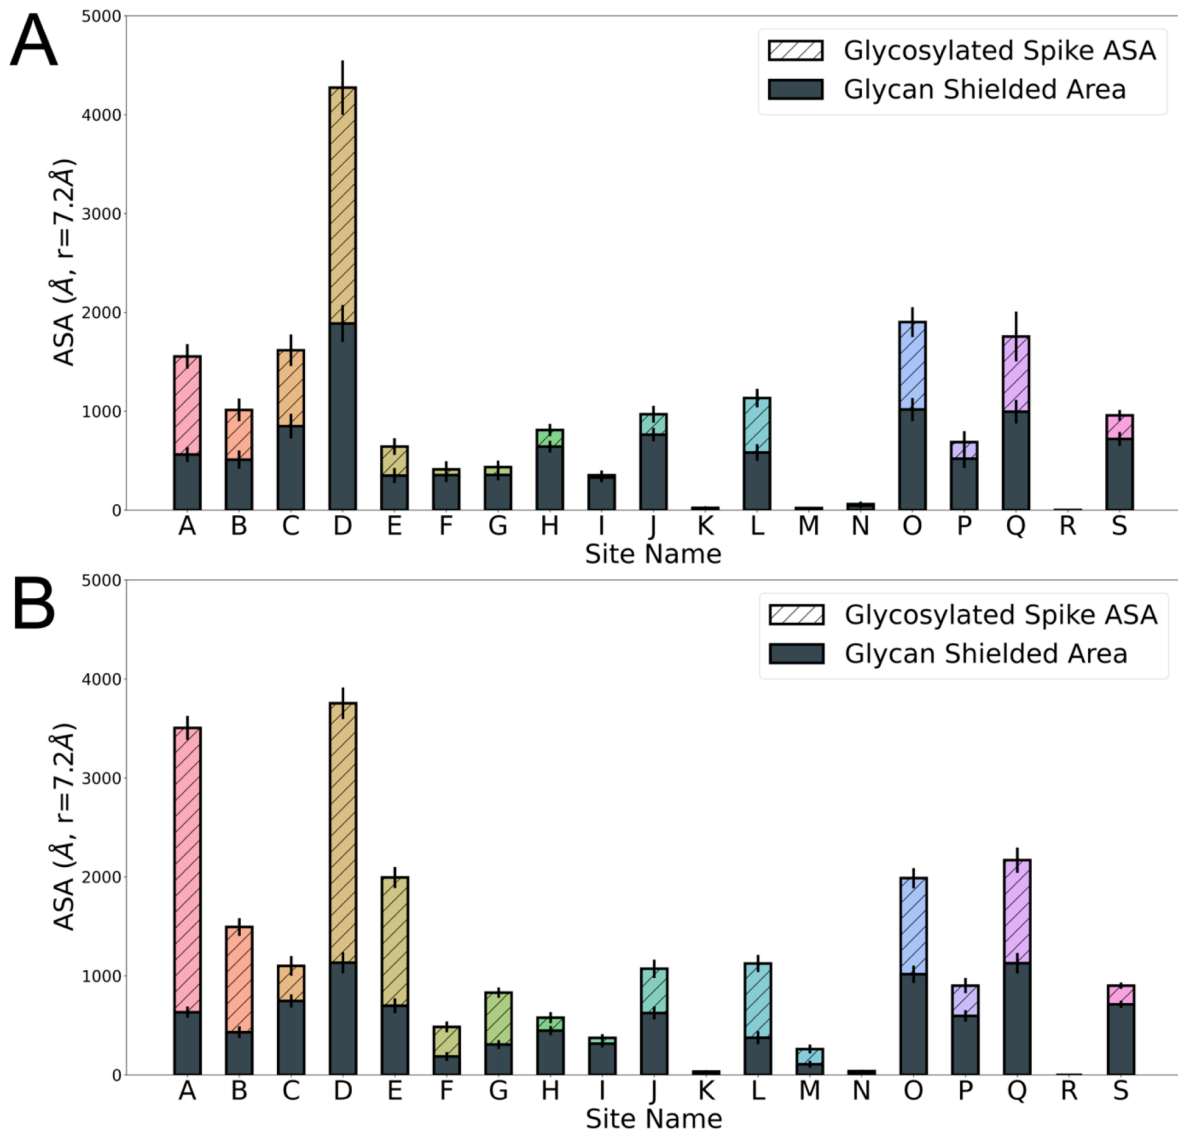 A
5000
4000
3000
2000
1000
0
ASA (Å, r=7.2Å)
Glycosylated Spike ASA
Glycan Shielded Area
A B C D E F G H I J K L M N O P Q R S
Site Name
B
5000
4000
3000
2000
1000
0
ASA (Å, r=7.2Å)
Glycosylated Spike ASA
Glycan Shielded Area
A B C D E F G H I J K L M N O P Q R S
Site Name